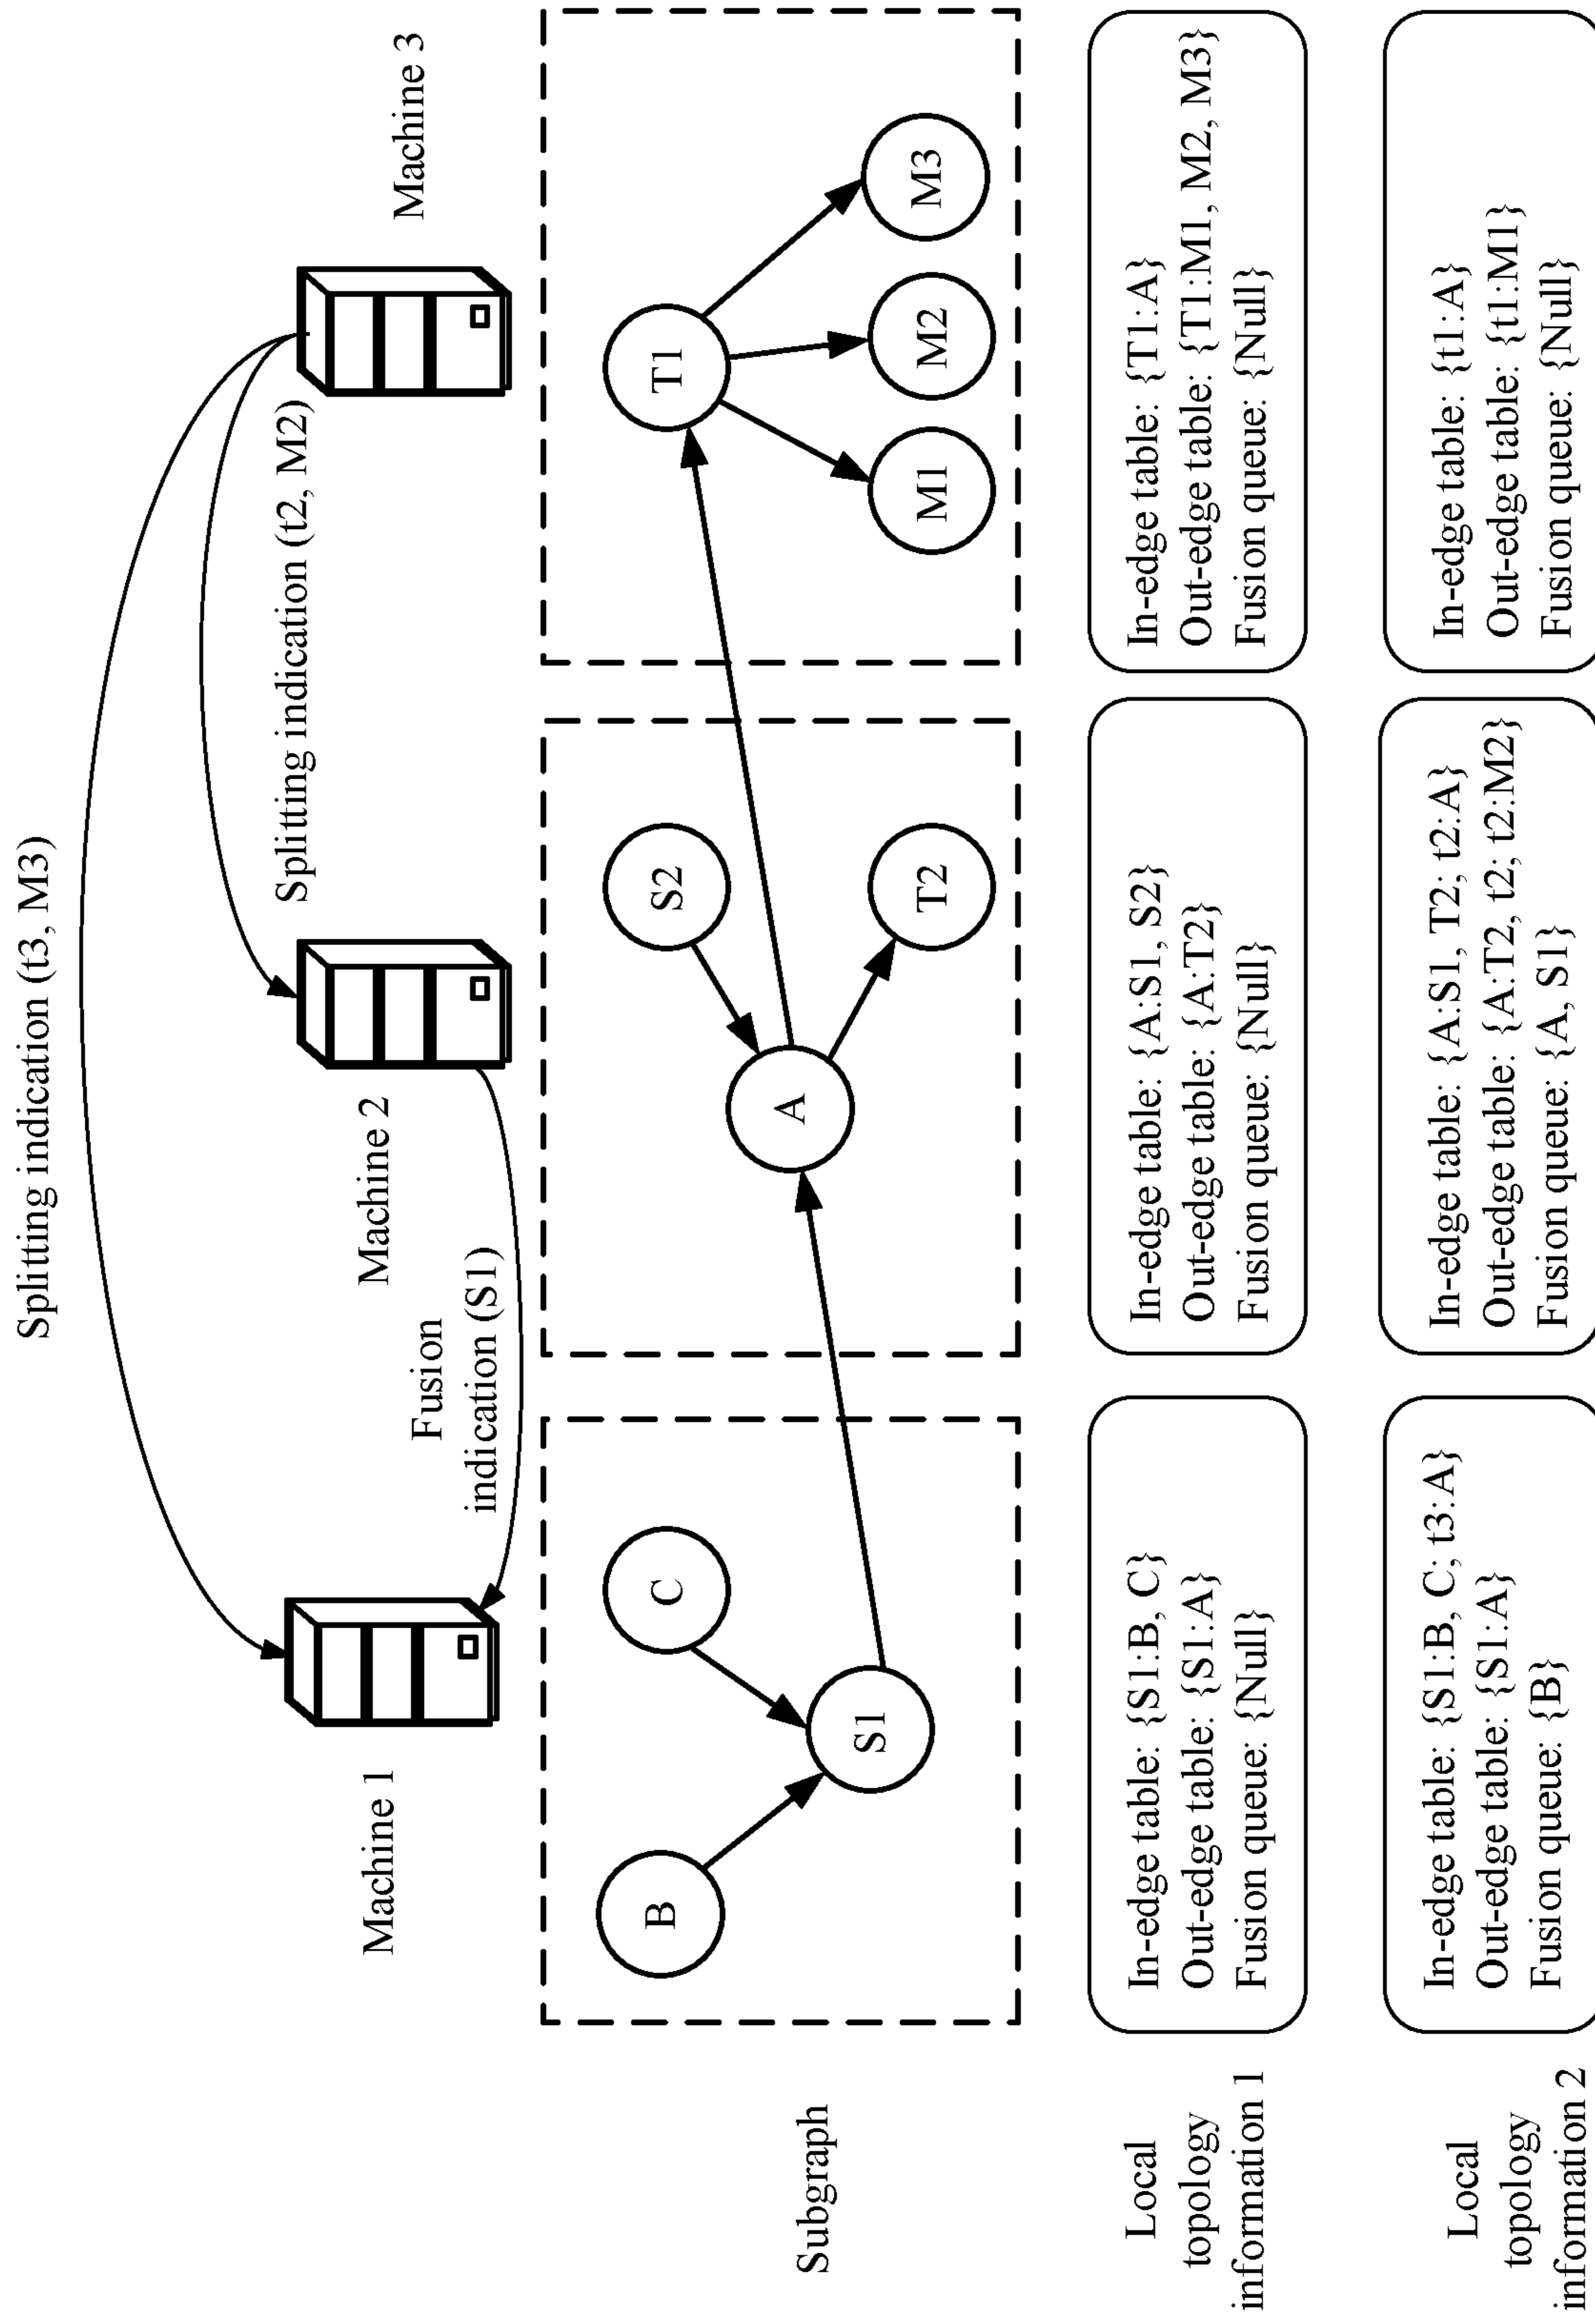 Splitting indication (t3, M3)
Splitting indication (t2, M2)
Machine 1
Fusion
indication (S1)
Machine 2
Machine 3
Subgraph
B
C
S1
A
S2
T2
T1
M1
M2
M3
Local
topology
information 1
In-edge table: {S1:B, C}
Out-edge table: {S1:A}
Fusion queue: {Null}
In-edge table: {A:S1, S2}
Out-edge table: {A:T2}
Fusion queue: {Null}
In-edge table: {T1:A}
Out-edge table: {T1:M1, M2, M3}
Fusion queue: {Null}
Local
topology
information 2
In-edge table: {S1:B, C; t3:A}
Out-edge table: {S1:A}
Fusion queue: {B}
In-edge table: {A:S1, T2; t2:A}
Out-edge table: {A:T2, t2; t2:M2}
Fusion queue: {A, S1}
In-edge table: {t1:A}
Out-edge table: {t1:M1}
Fusion queue: {Null}